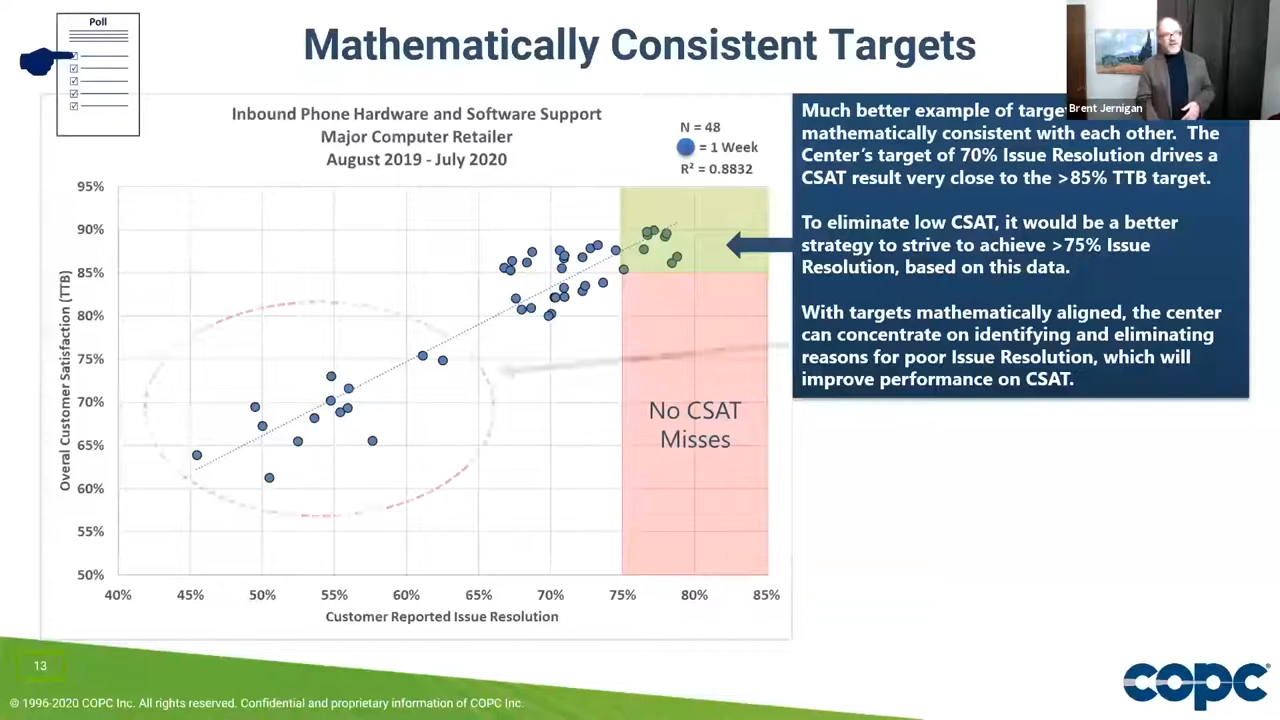 Poll
Mathematically Consistent Targets
Brent Jernigan
Inbound Phone Hardware and Software Support
Major Computer Retailer
August 2019 - July 2020
N = 48
= 1 Week
R² = 0.8832
95%
90%
85%
80%
75%
70%
65%
60%
55%
50%
Overal Customer Satisfaction (TTB)
No CSAT
Misses
40% 45% 50% 55% 60% 65% 70% 75% 80% 85%
Customer Reported Issue Resolution
Much better example of
mathematically consistent with each other. The
Center's target of 70% Issue Resolution drives a
CSAT result very close to the >85% TTB target.
To eliminate low CSAT, it would be a better
strategy to strive to achieve >75% Issue
Resolution, based on this data.
With targets mathematically aligned, the center
can concentrate on identifying and eliminating
reasons for poor Issue Resolution, which will
improve performance on CSAT.
13
© 1996-2020 COPC Inc. All rights reserved. Confidential and proprietary information of COPC Inc.
copc®